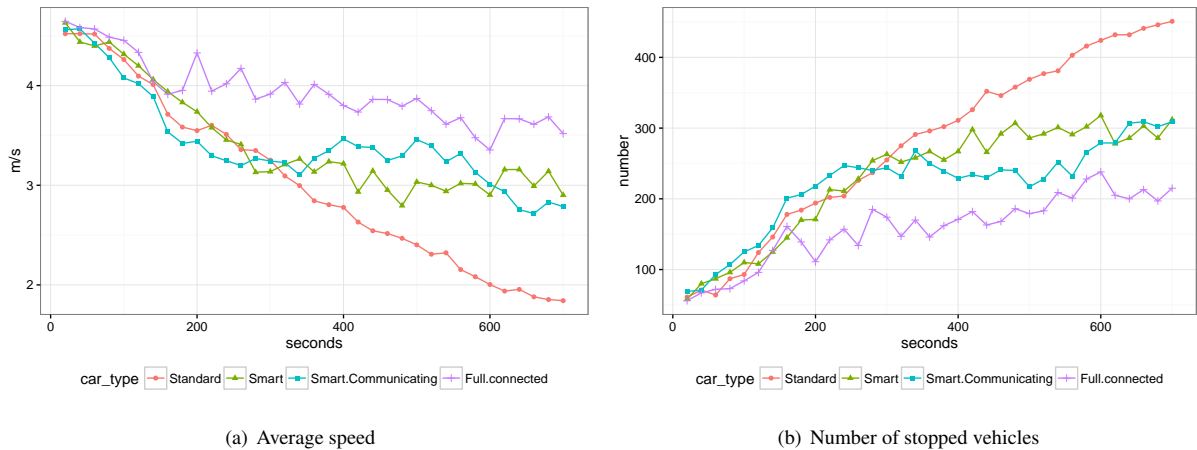 m/s
4
3
2
0
200
400
600
seconds
car_type
Standard
Smart
Smart.Communicating
Full.connected
(a) Average speed
number
400
300
200
100
0
200
400
600
seconds
car_type
Standard
Smart
Smart.Communicating
Full.connected
(b) Number of stopped vehicles